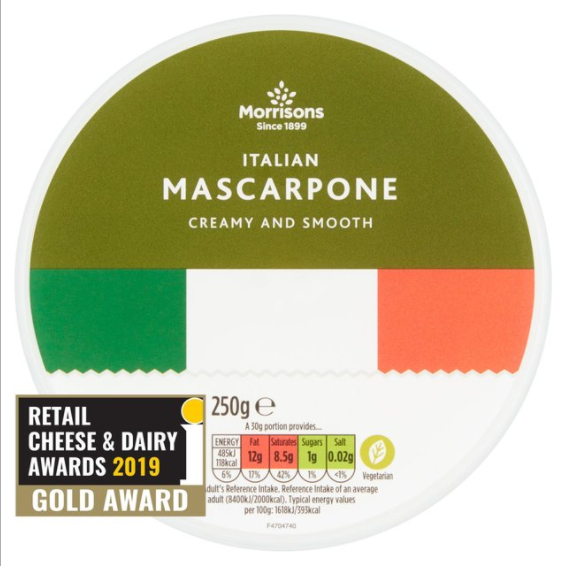 Morrisons
Since 1899
ITALIAN
MASCARPONE
CREAMY AND SMOOTH
250g ℮
A 30g portion provides...
ENERGY Fat Saturates Sugars Salt
485kJ
118kcal 12g 8.5g 1g 0.02g
6% 17% 42% 1% <1%
Vegetarian
dult's Reference Intake. Reference Intake of an average
adult (8400kJ/2000kcal). Typical energy values
per 100g: 1618kJ/393kcal
F4704740
RETAIL
CHEESE & DAIRY
AWARDS 2019
GOLD AWARD